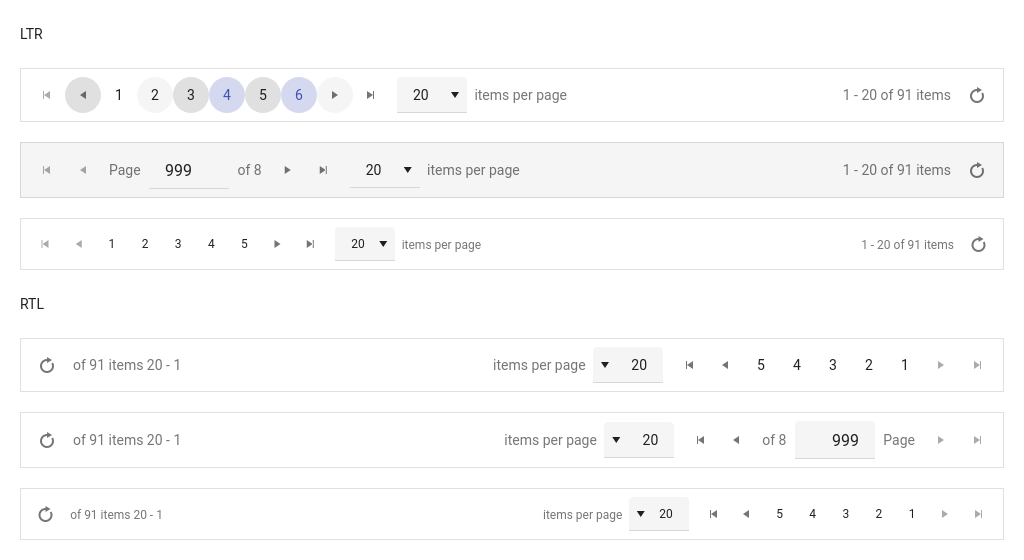 LTR
1 2 3 4 5 6 20 items per page 1 - 20 of 91 items
Page 999 of 8 20 items per page 1 - 20 of 91 items
1 2 3 4 5 20 items per page 1 - 20 of 91 items
RTL
of 91 items 20 - 1 items per page 20 5 4 3 2 1
of 91 items 20 - 1 items per page 20 of 8 999 Page
of 91 items 20 - 1 items per page 20 5 4 3 2 1